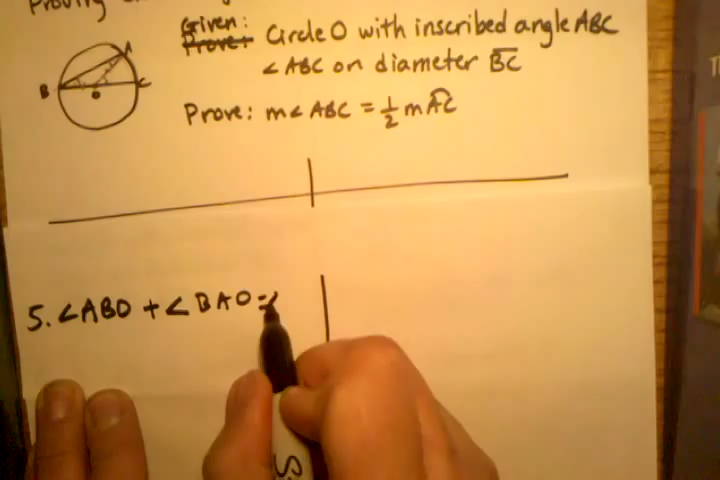 Proving
Given:
Prove: Circle O with inscribed angle ABC
∠ABC on diameter BC
Prove: m∠ABC = 1/2 mAC
A
B
C
5. ∠ABO + ∠BAO =